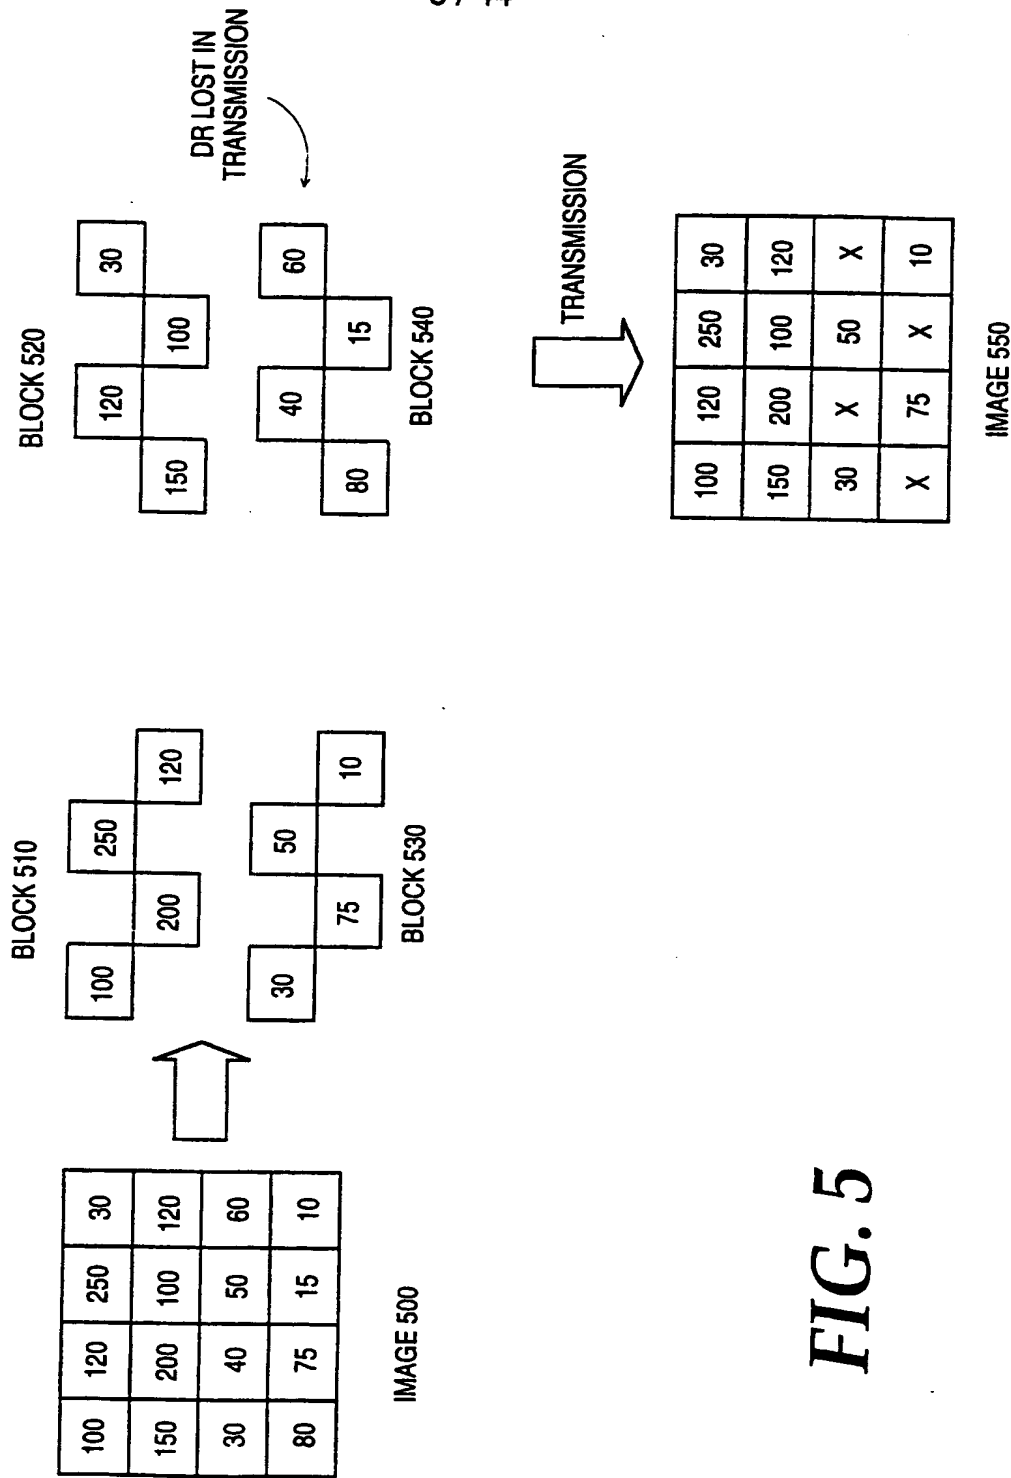 IMAGE 500
100 120 250 30
150 200 100 120
30 40 50 60
80 75 15 10
BLOCK 510
100 250
200 120
30 50
75 10
BLOCK 530
BLOCK 520
120 30
150 100
40 60
80 15
BLOCK 540
DR LOST IN
TRANSMISSION
TRANSMISSION
100 120 250 30
150 200 100 120
30 X 50 X
X 75 X 10
IMAGE 550
FIG. 5